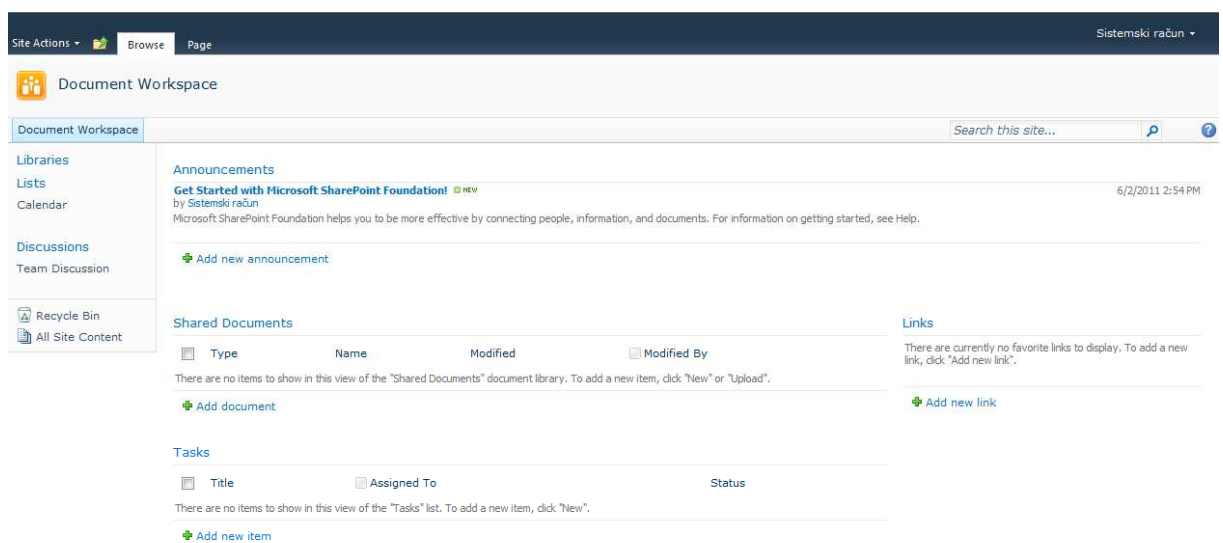 Sistemski račun
Site Actions
Browse
Page
Document Workspace
Document Workspace
Search this site...
Libraries
Lists
Calendar
Discussions
Team Discussion
Recycle Bin
All Site Content
Announcements
Get Started with Microsoft SharePoint Foundation! NEW
6/2/2011 2:54 PM
by Sistemski račun
Microsoft SharePoint Foundation helps you to be more effective by connecting people, information, and documents. For information on getting started, see Help.
Add new announcement
Shared Documents
Type Name Modified Modified By
There are no items to show in this view of the "Shared Documents" document library. To add a new item, click "New" or "Upload".
Add document
Links
There are currently no favorite links to display. To add a new
link, click "Add new link".
Add new link
Tasks
Title Assigned To Status
There are no items to show in this view of the "Tasks" list. To add a new item, click "New".
Add new item